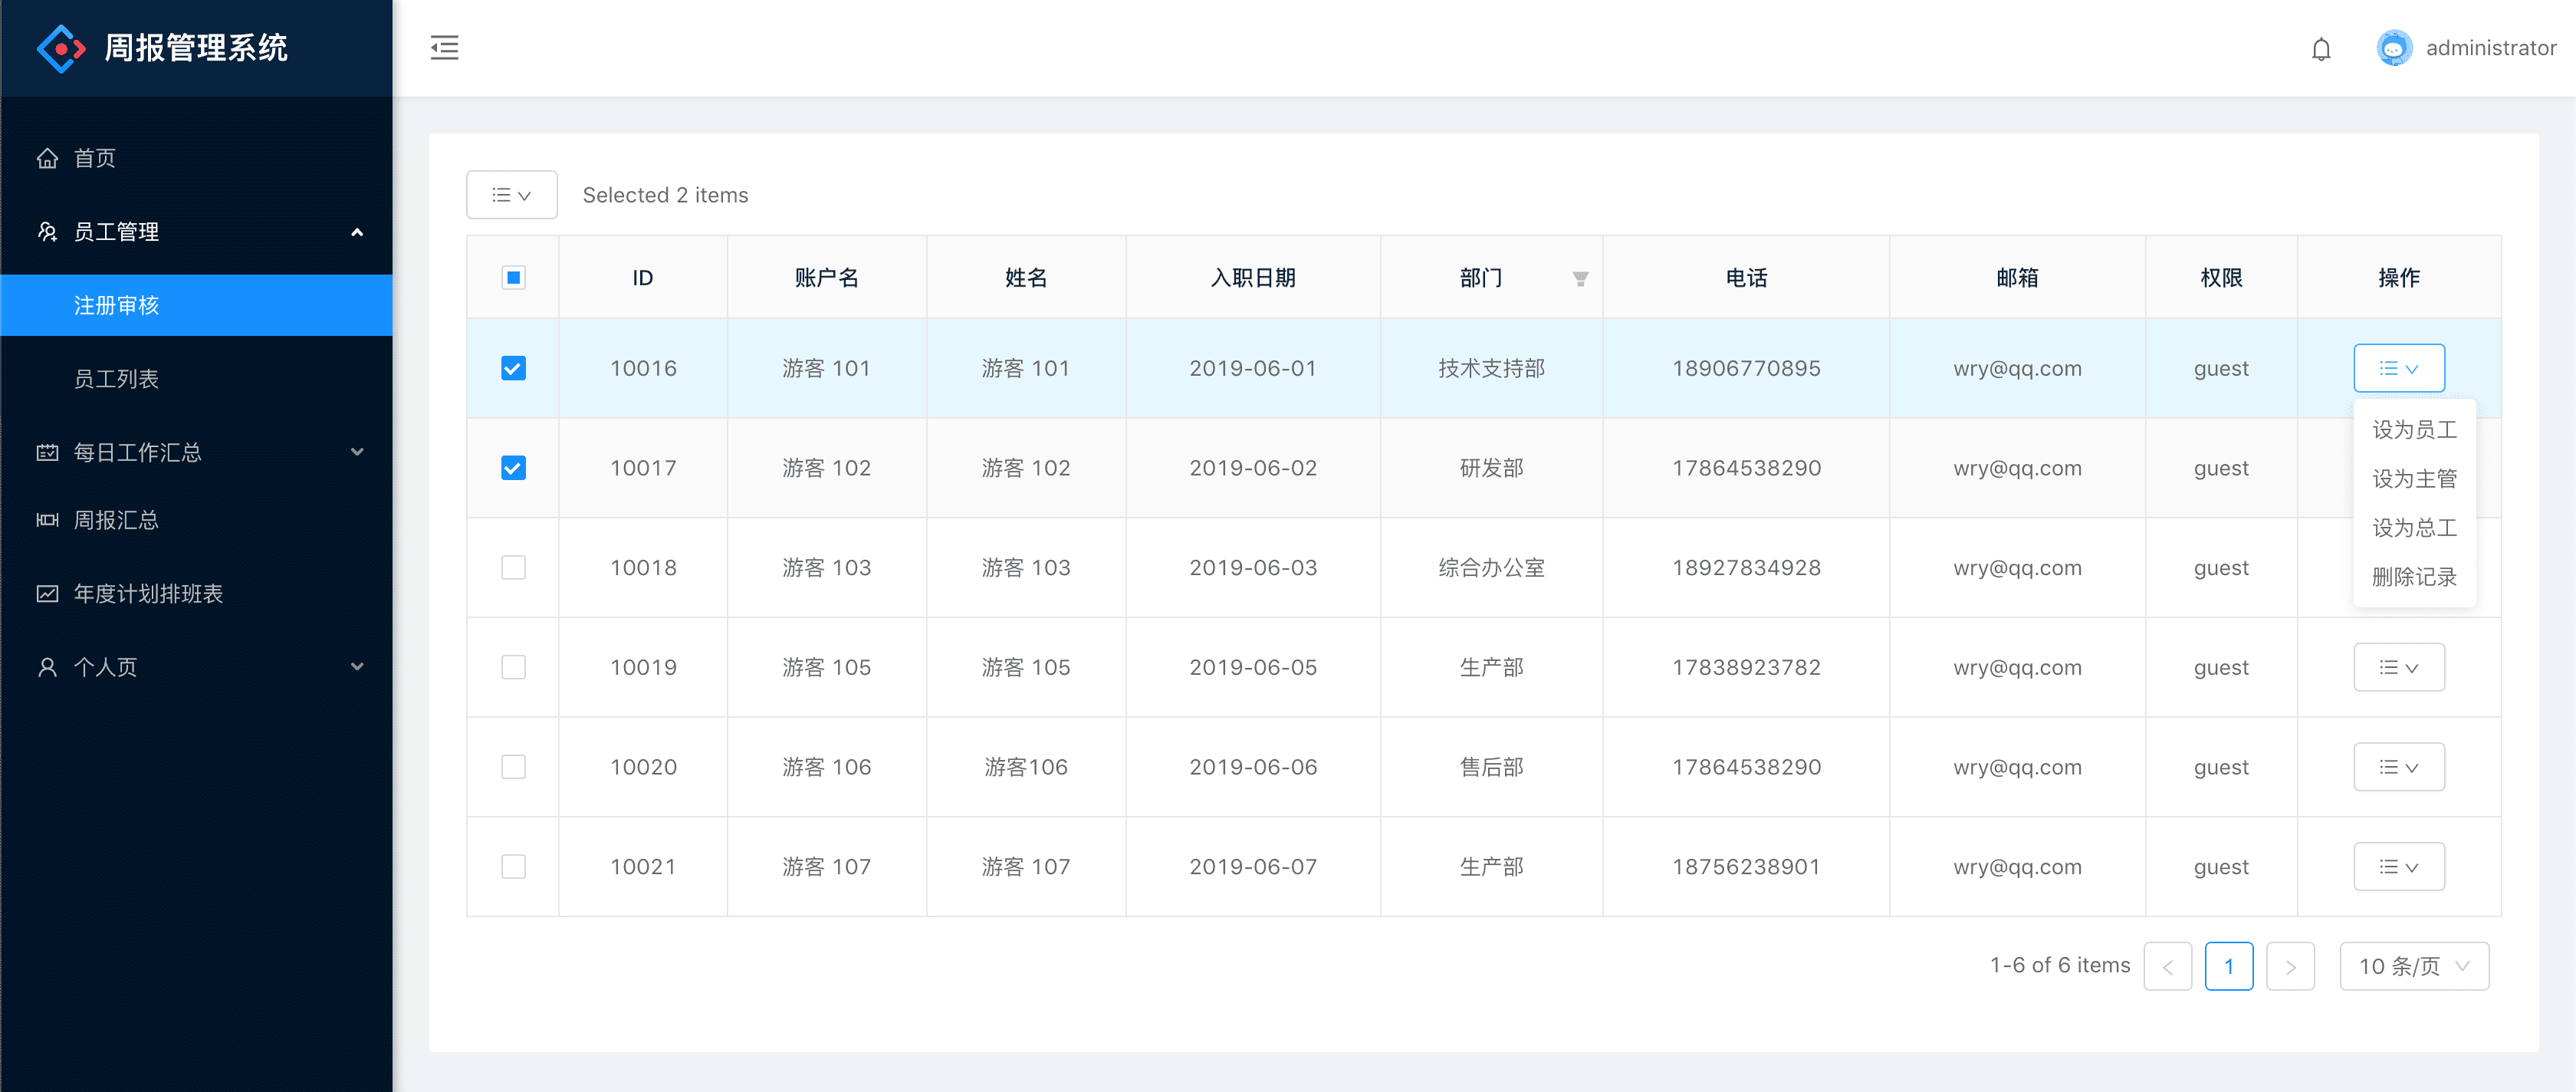 周报管理系统
administrator
首页
员工管理
注册审核
员工列表
每日工作汇总
周报汇总
年度计划排班表
个人页
Selected 2 items
ID 账户名 姓名 入职日期 部门 电话 邮箱 权限 操作
10016 游客 101 游客 101 2019-06-01 技术支持部 18906770895 wry@qq.com guest
10017 游客 102 游客 102 2019-06-02 研发部 17864538290 wry@qq.com guest
10018 游客 103 游客 103 2019-06-03 综合办公室 18927834928 wry@qq.com guest
10019 游客 105 游客 105 2019-06-05 生产部 17838923782 wry@qq.com guest
10020 游客 106 游客106 2019-06-06 售后部 17864538290 wry@qq.com guest
10021 游客 107 游客 107 2019-06-07 生产部 18756238901 wry@qq.com guest
设为员工
设为主管
设为总工
删除记录
1-6 of 6 items < 1 > 10 条/页